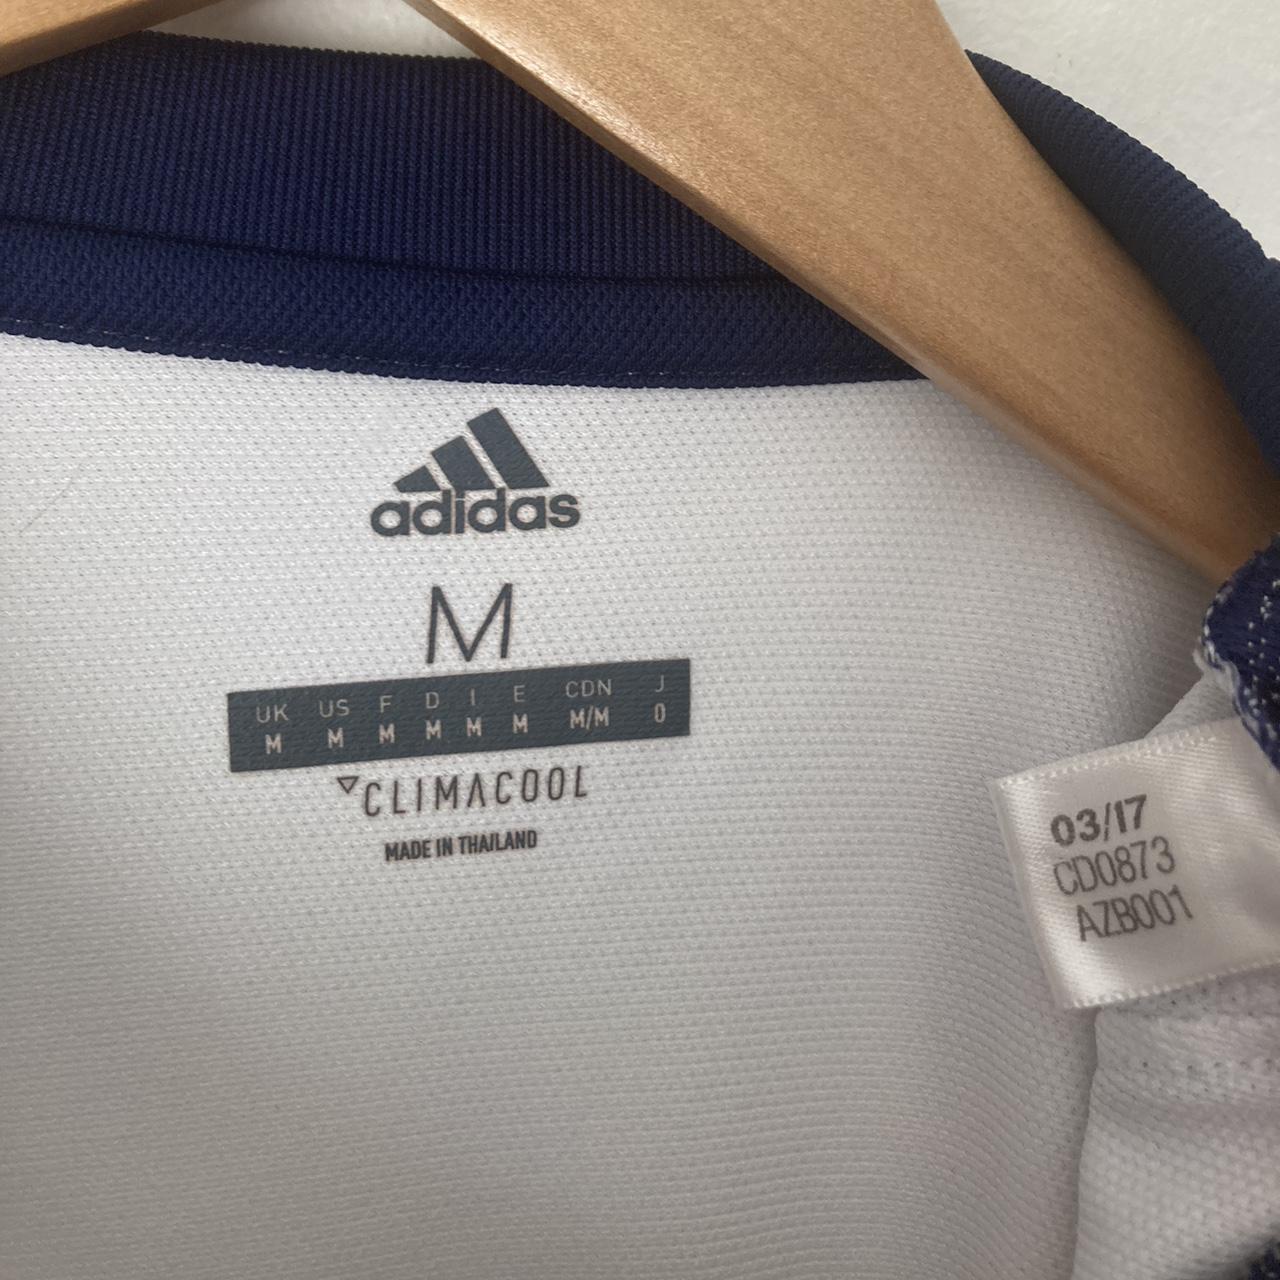 adidas
M
UK US F D I E CDN J
M M M M M M M/M O
CLIMACOOL
MADE IN THAILAND
03/17
CD0873
AZB001